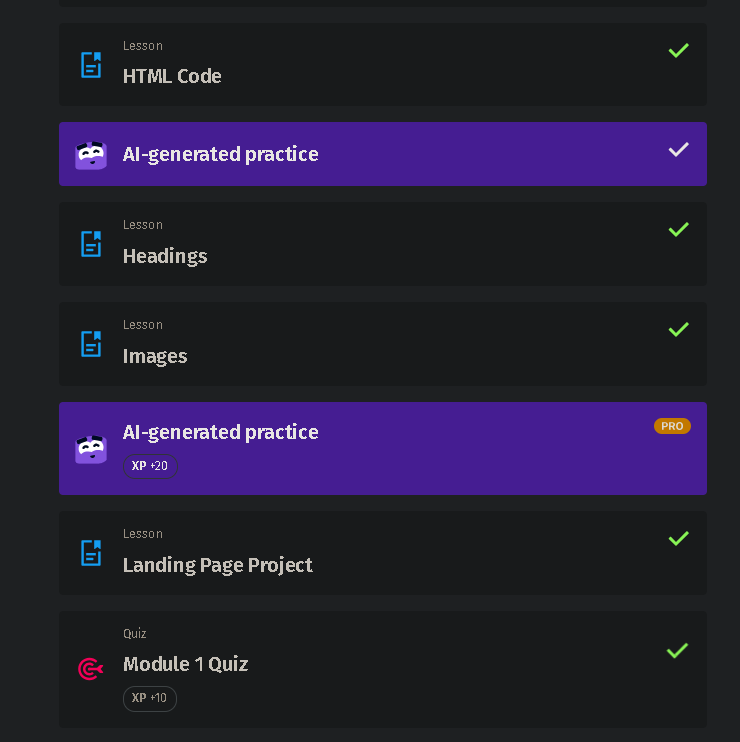 Lesson
HTML Code
AI-generated practice
Lesson
Headings
Lesson
Images
AI-generated practice
PRO
XP +20
Lesson
Landing Page Project
Quiz
Module 1 Quiz
XP +10